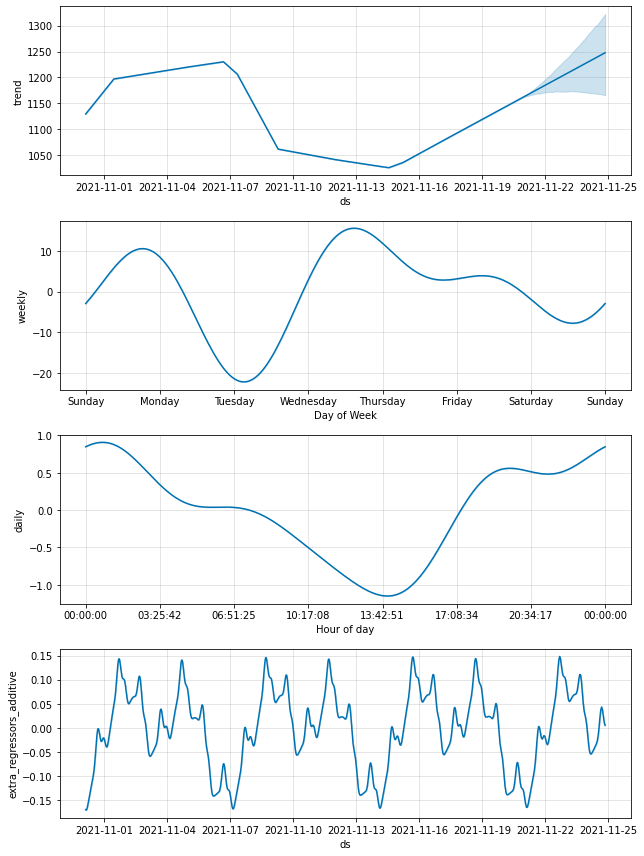 1300
1250
1200
1150
1100
1050
trend
2021-11-01 2021-11-04 2021-11-07 2021-11-10 2021-11-13 2021-11-16 2021-11-19 2021-11-22 2021-11-25
ds
10
0
−10
−20
weekly
Sunday Monday Tuesday Wednesday Thursday Friday Saturday Sunday
Day of Week
1.0
0.5
0.0
−0.5
−1.0
daily
00:00:00 03:25:42 06:51:25 10:17:08 13:42:51 17:08:34 20:34:17 00:00:00
Hour of day
0.15
0.10
0.05
0.00
−0.05
−0.10
−0.15
extra_regressors_additive
2021-11-01 2021-11-04 2021-11-07 2021-11-10 2021-11-13 2021-11-16 2021-11-19 2021-11-22 2021-11-25
ds